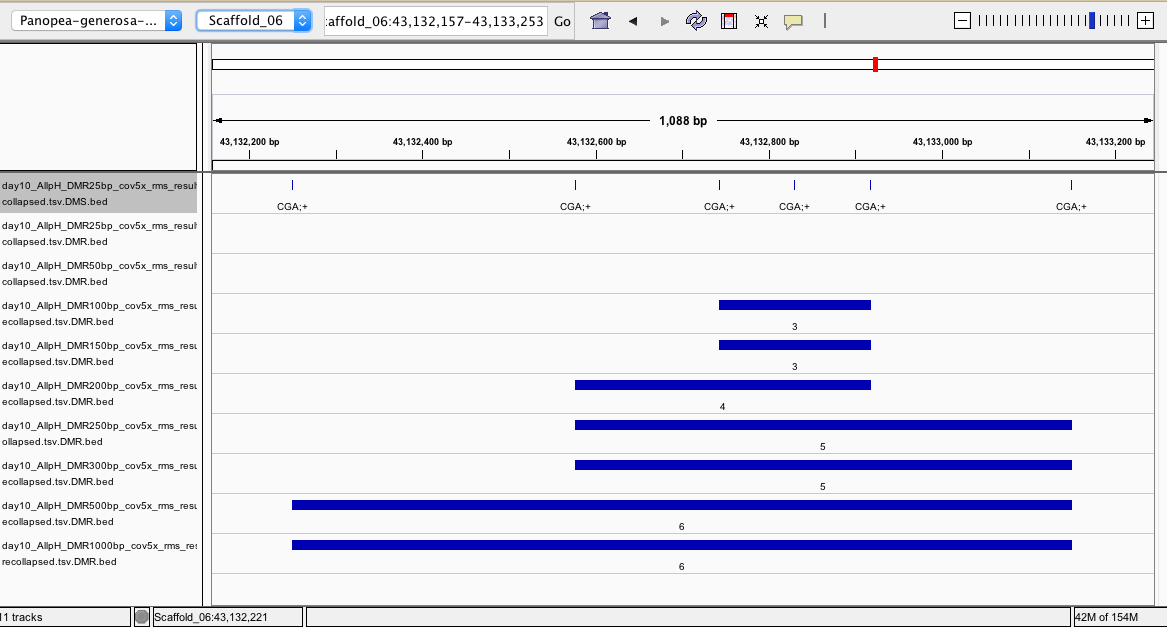 Panopea-generosa-... Scaffold_06 :affold_06:43,132,157-43,133,253 Go
1,088 bp
43,132,200 bp 43,132,400 bp 43,132,600 bp 43,132,800 bp 43,133,000 bp 43,133,200 bp
day10_AllpH_DMR25bp_cov5x_rms_resul
collapsed.tsv.DMS.bed
CGA;+ CGA;+ CGA;+ CGA;+ CGA;+ CGA;+
day10_AllpH_DMR25bp_cov5x_rms_resul
collapsed.tsv.DMR.bed
day10_AllpH_DMR50bp_cov5x_rms_resul
collapsed.tsv.DMR.bed
day10_AllpH_DMR100bp_cov5x_rms_resu
ecollapsed.tsv.DMR.bed
3
day10_AllpH_DMR150bp_cov5x_rms_resu
ecollapsed.tsv.DMR.bed
3
day10_AllpH_DMR200bp_cov5x_rms_resu
ecollapsed.tsv.DMR.bed
4
day10_AllpH_DMR250bp_cov5x_rms_resu
ollapsed.tsv.DMR.bed
5
day10_AllpH_DMR300bp_cov5x_rms_resu
ecollapsed.tsv.DMR.bed
5
day10_AllpH_DMR500bp_cov5x_rms_resu
ecollapsed.tsv.DMR.bed
6
day10_AllpH_DMR1000bp_cov5x_rms_res
recollapsed.tsv.DMR.bed
6
11 tracks Scaffold_06:43,132,221 42M of 154M